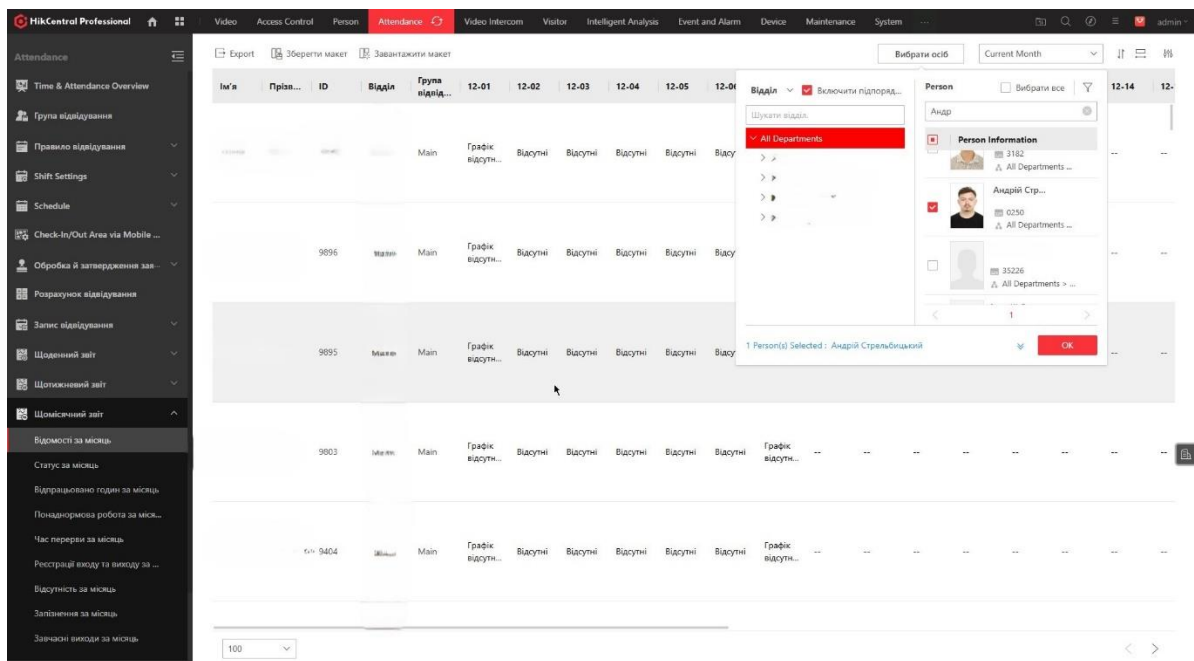 HikCentral Professional
Video Access Control Person Attendance Video Intercom Visitor Intelligent Analysis Event and Alarm Device Maintenance System ... admin
Attendance
Time & Attendance Overview
Група відвідування
Правило відвідування
Shift Settings
Schedule
Check-In/Out Area via Mobile ...
Обробка й затвердження зая...
Розрахунок відвідування
Запис відвідування
Щоденний звіт
Щотижневий звіт
Щомісячний звіт
Відомості за місяць
Статус за місяць
Відпрацьовано годин за місяць
Понаднормова робота за міся...
Час перерви за місяць
Реєстрації входу та виходу за ...
Відсутність за місяць
Запізнення за місяць
Завчасні виходи за місяць
Export Зберегти макет Завантажити макет Вибрати осіб Current Month
Ім'я Прізв... ID Відділ Група відвід... 12-01 12-02 12-03 12-04 12-05 12-06 12-14 12-
Main Графік відсутн... Відсутні Відсутні Відсутні Відсутні Відсу -- --
9896 Main Графік відсутн... Відсутні Відсутні Відсутні Відсутні Відсу -- --
9895 Main Графік відсутн... Відсутні Відсутні Відсутні Відсутні Відсу -- --
9803 Main Графік відсутн... Відсутні Відсутні Відсутні Відсутні Відсутні Графік відсутн... -- -- -- -- -- -- -- --
9404 Main Графік відсутн... Відсутні Відсутні Відсутні Відсутні Відсутні Графік відсутн... -- -- -- -- -- -- -- --
Відділ Включити підпоряд...
Шукати відділ.
All Departments
Person Вибрати все
Андр
Person Information
3182
All Departments ...
Андрій Стр...
0250
All Departments ...
35226
All Departments > ...
1
1 Person(s) Selected : Андрій Стрельбицький
OK
100